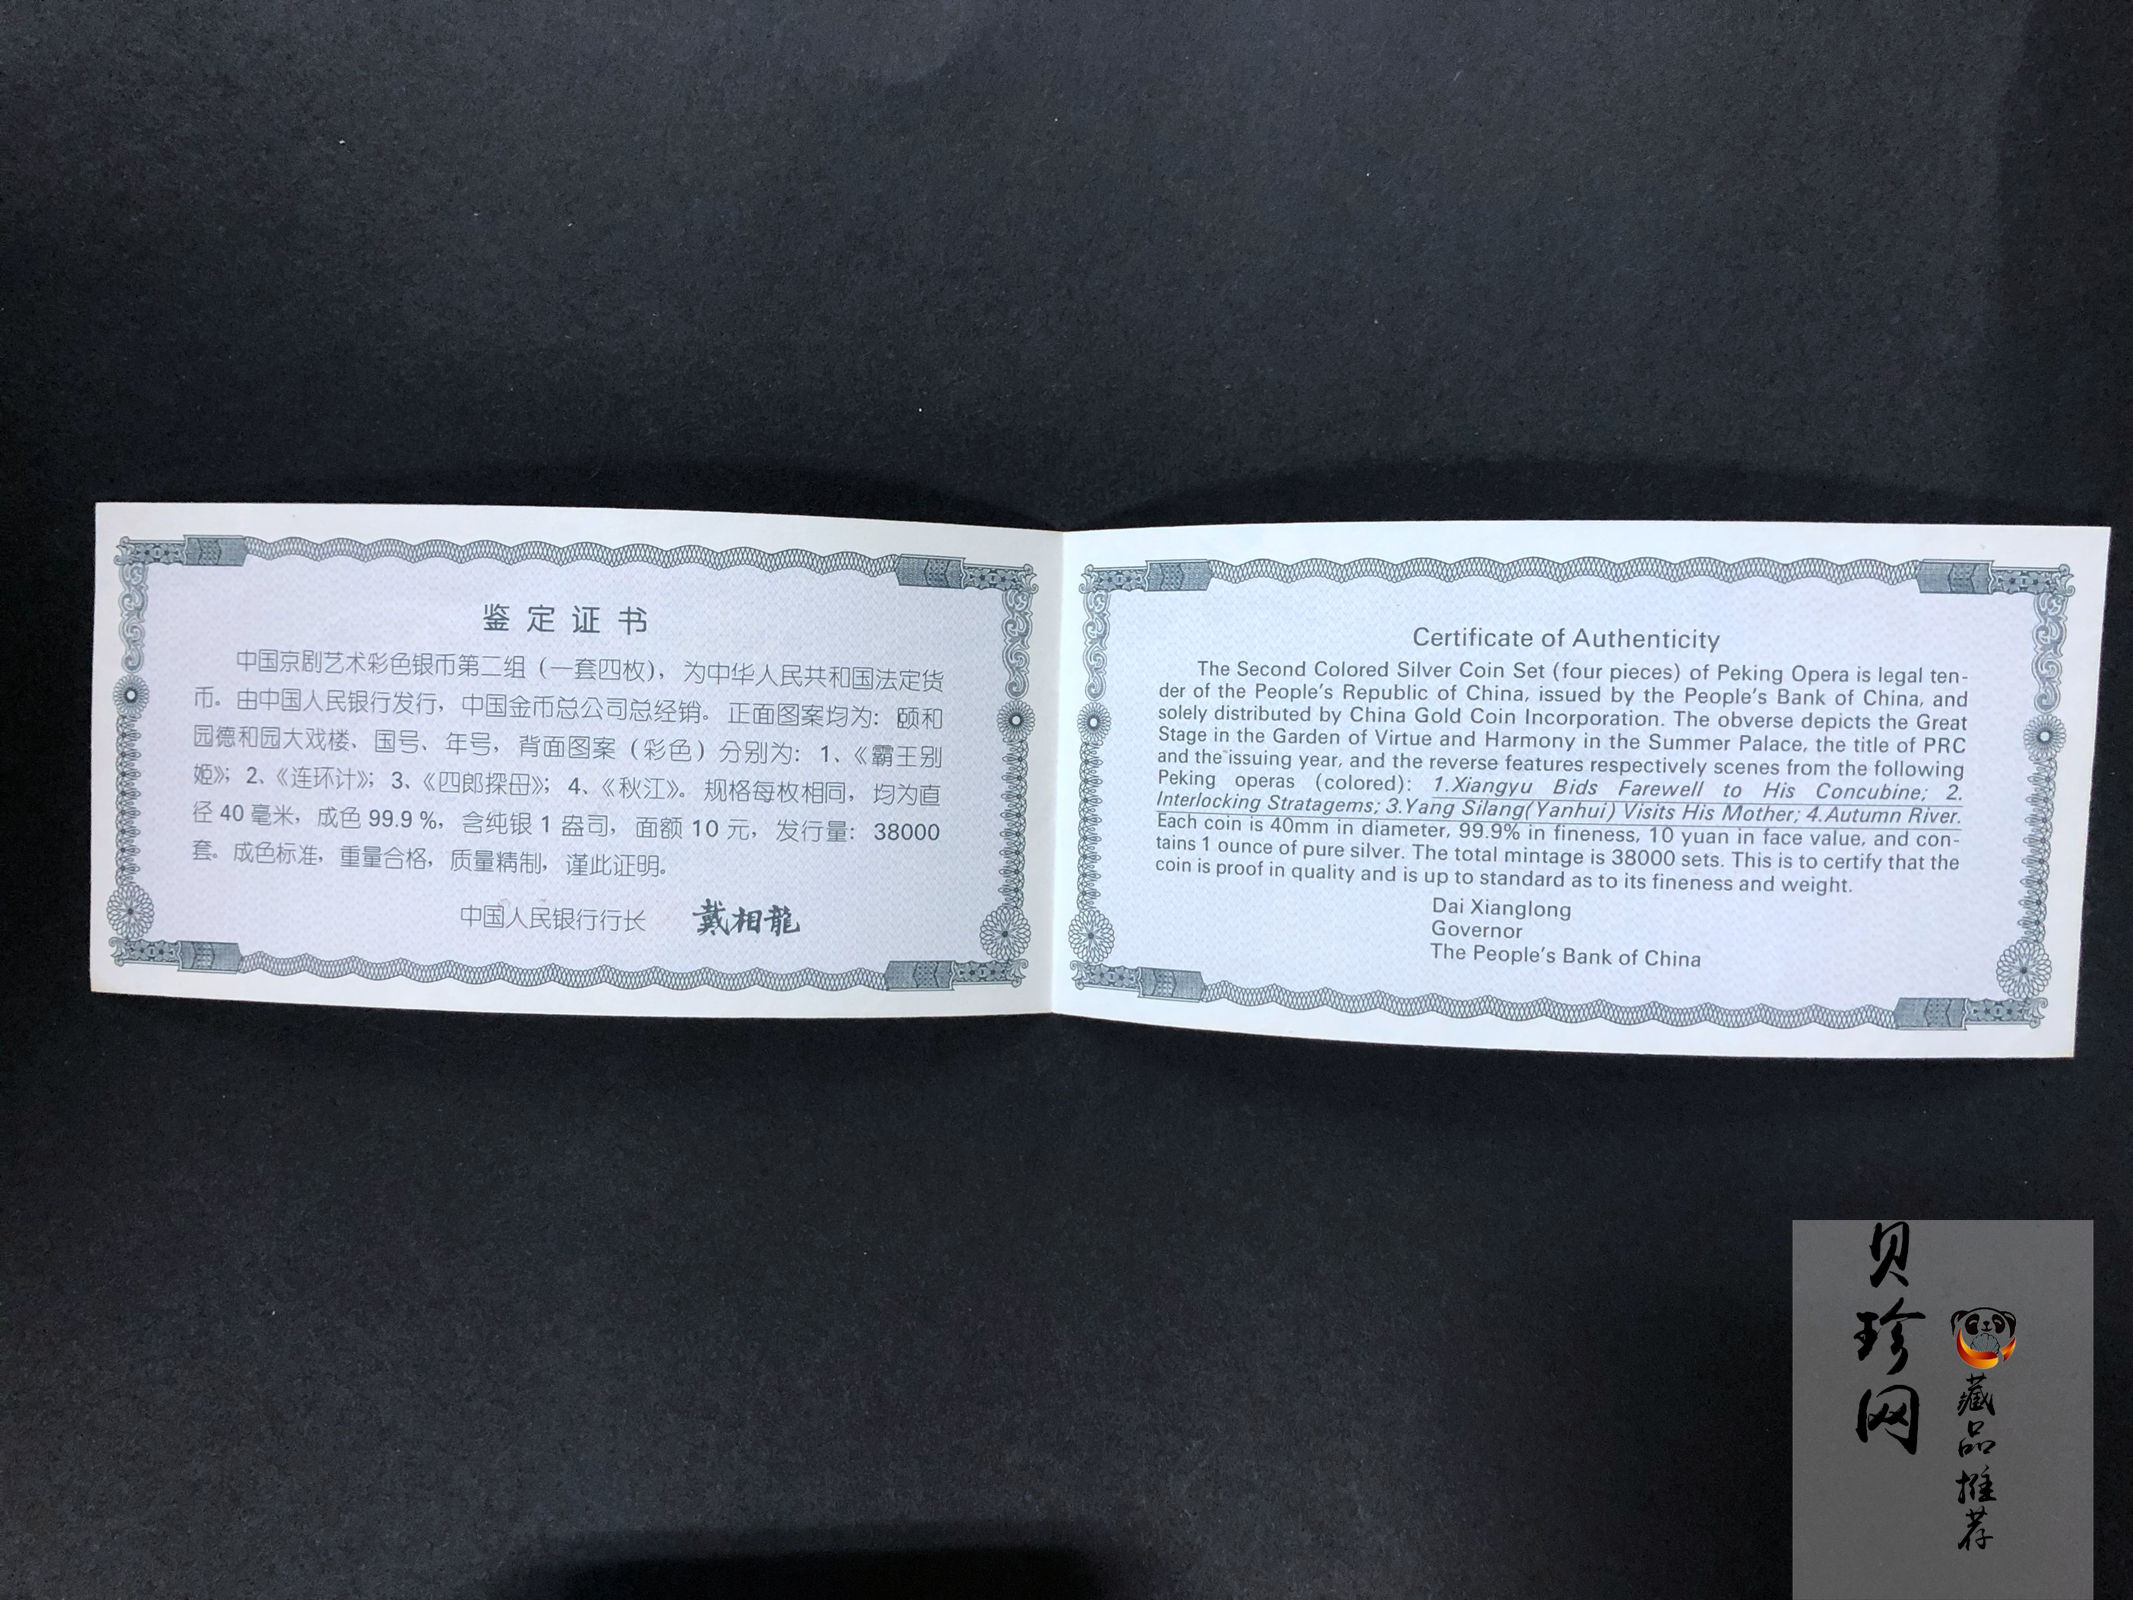 鉴定证书
中国京剧艺术彩色银币第二组（一套四枚），为中华人民共和国法定货
币。由中国人民银行发行，中国金币总公司总经销。正面图案均为：颐和
园德和园大戏楼、国号、年号，背面图案（彩色）分别为：1、《霸王别
姬》；2、《连环计》；3、《四郎探母》；4、《秋江》。规格每枚相同，均为直
径40毫米，成色99.9%，含纯银1盎司，面额10元，发行量：38000
套。成色标准，重量合格，质量精制，谨此证明。
中国人民银行行长 戴相龍
Certificate of Authenticity
The Second Colored Silver Coin Set (four pieces) of Peking Opera is legal ten-
der of the People's Republic of China, issued by the People's Bank of China, and
solely distributed by China Gold Coin Incorporation. The obverse depicts the Great
Stage in the Garden of Virtue and Harmony in the Summer Palace, the title of PRC
and the issuing year, and the reverse features respectively scenes from the following
Peking operas (colored): 1.Xiangyu Bids Farewell to His Concubine; 2.
Interlocking Stratagems; 3.Yang Silang(Yanhui) Visits His Mother; 4.Autumn River.
Each coin is 40mm in diameter, 99.9% in fineness, 10 yuan in face value, and con-
tains 1 ounce of pure silver. The total mintage is 38000 sets. This is to certify that the
coin is proof in quality and is up to standard as to its fineness and weight.
Dai Xianglong
Governor
The People's Bank of China
贝珍网
藏品推荐